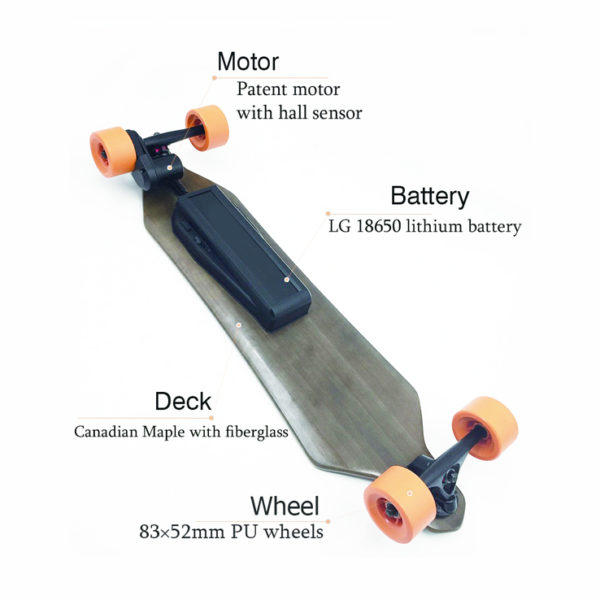 Motor
Patent motor
with hall sensor
Battery
LG 18650 lithium battery
Deck
Canadian Maple with fiberglass
Wheel
83×52mm PU wheels